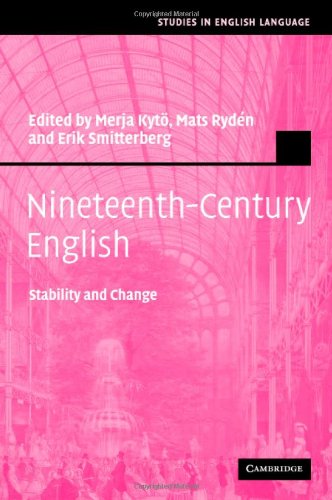 STUDIES IN ENGLISH LANGUAGE
Edited by Merja Kytö, Mats Rydén
and Erik Smitterberg
Nineteenth-Century
English
Stability and Change
CAMBRIDGE